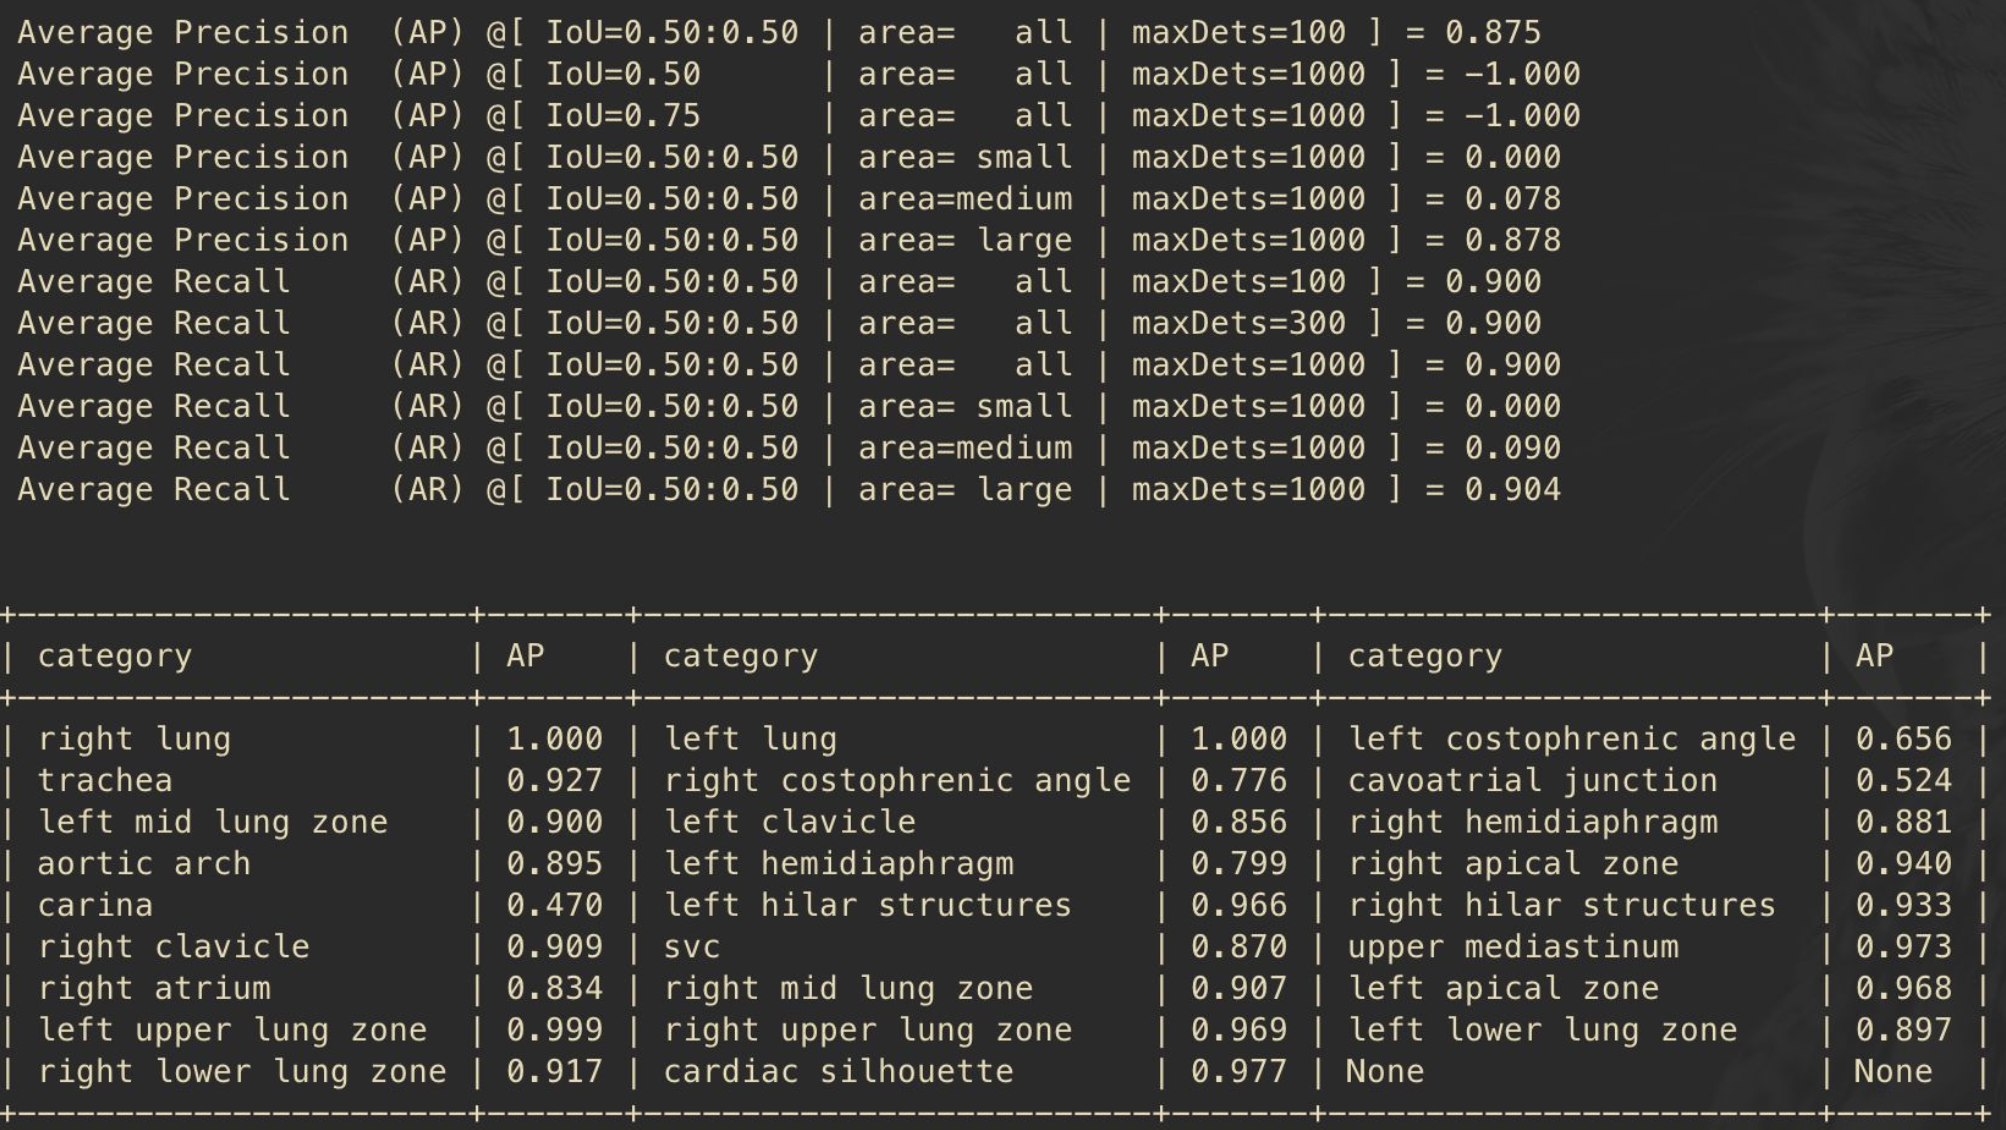 Average Precision  (AP) @[ IoU=0.50:0.50 | area=   all | maxDets=100 ] = 0.875
Average Precision  (AP) @[ IoU=0.50      | area=   all | maxDets=1000 ] = -1.000
Average Precision  (AP) @[ IoU=0.75      | area=   all | maxDets=1000 ] = -1.000
Average Precision  (AP) @[ IoU=0.50:0.50 | area= small | maxDets=1000 ] = 0.000
Average Precision  (AP) @[ IoU=0.50:0.50 | area=medium | maxDets=1000 ] = 0.078
Average Precision  (AP) @[ IoU=0.50:0.50 | area= large | maxDets=1000 ] = 0.878
Average Recall     (AR) @[ IoU=0.50:0.50 | area=   all | maxDets=100 ] = 0.900
Average Recall     (AR) @[ IoU=0.50:0.50 | area=   all | maxDets=300 ] = 0.900
Average Recall     (AR) @[ IoU=0.50:0.50 | area=   all | maxDets=1000 ] = 0.900
Average Recall     (AR) @[ IoU=0.50:0.50 | area= small | maxDets=1000 ] = 0.000
Average Recall     (AR) @[ IoU=0.50:0.50 | area=medium | maxDets=1000 ] = 0.090
Average Recall     (AR) @[ IoU=0.50:0.50 | area= large | maxDets=1000 ] = 0.904
+-----------------------+-------+--------------------------+-------+-------------------------+-------+
| category              | AP    | category                 | AP    | category                | AP    |
+-----------------------+-------+--------------------------+-------+-------------------------+-------+
| right lung            | 1.000 | left lung                | 1.000 | left costophrenic angle | 0.656 |
| trachea               | 0.927 | right costophrenic angle | 0.776 | cavoatrial junction     | 0.524 |
| left mid lung zone    | 0.900 | left clavicle            | 0.856 | right hemidiaphragm     | 0.881 |
| aortic arch           | 0.895 | left hemidiaphragm       | 0.799 | right apical zone       | 0.940 |
| carina                | 0.470 | left hilar structures    | 0.966 | right hilar structures  | 0.933 |
| right clavicle        | 0.909 | svc                      | 0.870 | upper mediastinum       | 0.973 |
| right atrium          | 0.834 | right mid lung zone      | 0.907 | left apical zone        | 0.968 |
| left upper lung zone  | 0.999 | right upper lung zone    | 0.969 | left lower lung zone    | 0.897 |
| right lower lung zone | 0.917 | cardiac silhouette       | 0.977 | None                    | None  |
+-----------------------+-------+--------------------------+-------+-------------------------+-------+